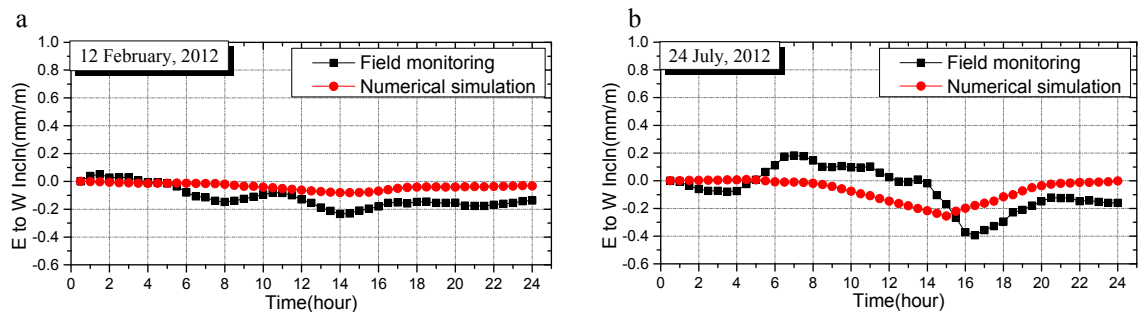 a
12 February, 2012
Field monitoring
Numerical simulation
E to W Incln(mm/m)
1.0
0.8
0.6
0.4
0.2
0.0
-0.2
-0.4
-0.6
0 2 4 6 8 10 12 14 16 18 20 22 24
Time(hour)
b
24 July, 2012
Field monitoring
Numerical simulation
E to W Incln(mm/m)
1.0
0.8
0.6
0.4
0.2
0.0
-0.2
-0.4
-0.6
0 2 4 6 8 10 12 14 16 18 20 22 24
Time(hour)